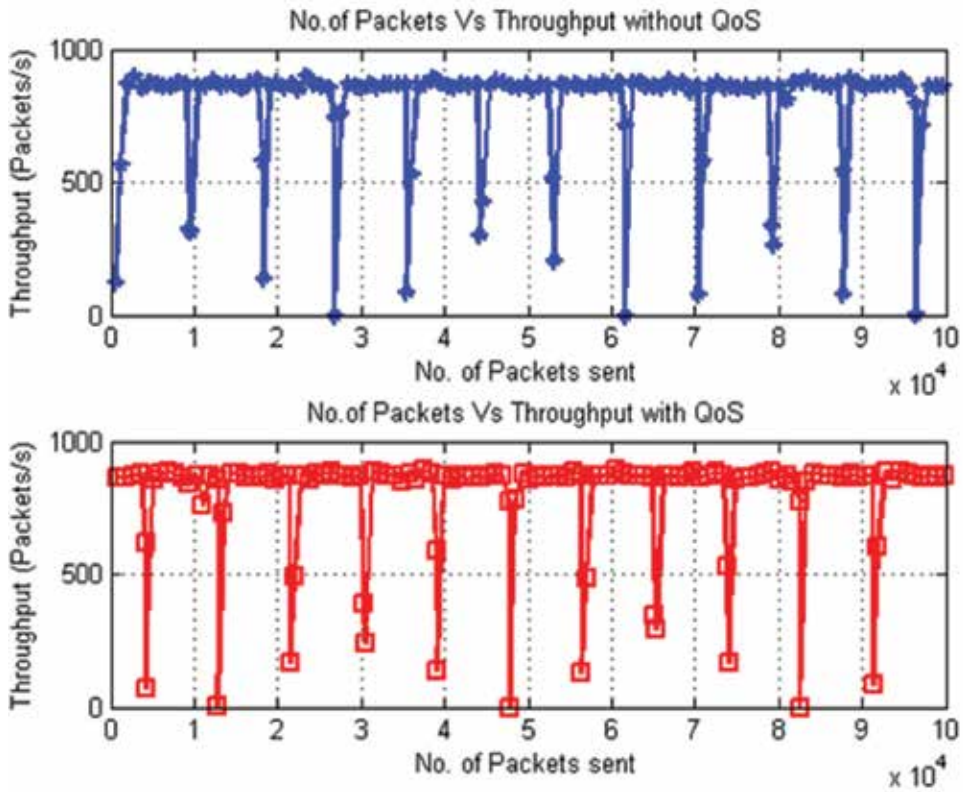 No.of Packets Vs Throughput without QoS
Throughput (Packets/s)
1000
500
0
0 1 2 3 4 5 6 7 8 9 10
No. of Packets sent
x 10^4
No.of Packets Vs Throughput with QoS
Throughput (Packets/s)
1000
500
0
0 1 2 3 4 5 6 7 8 9 10
No. of Packets sent
x 10^4